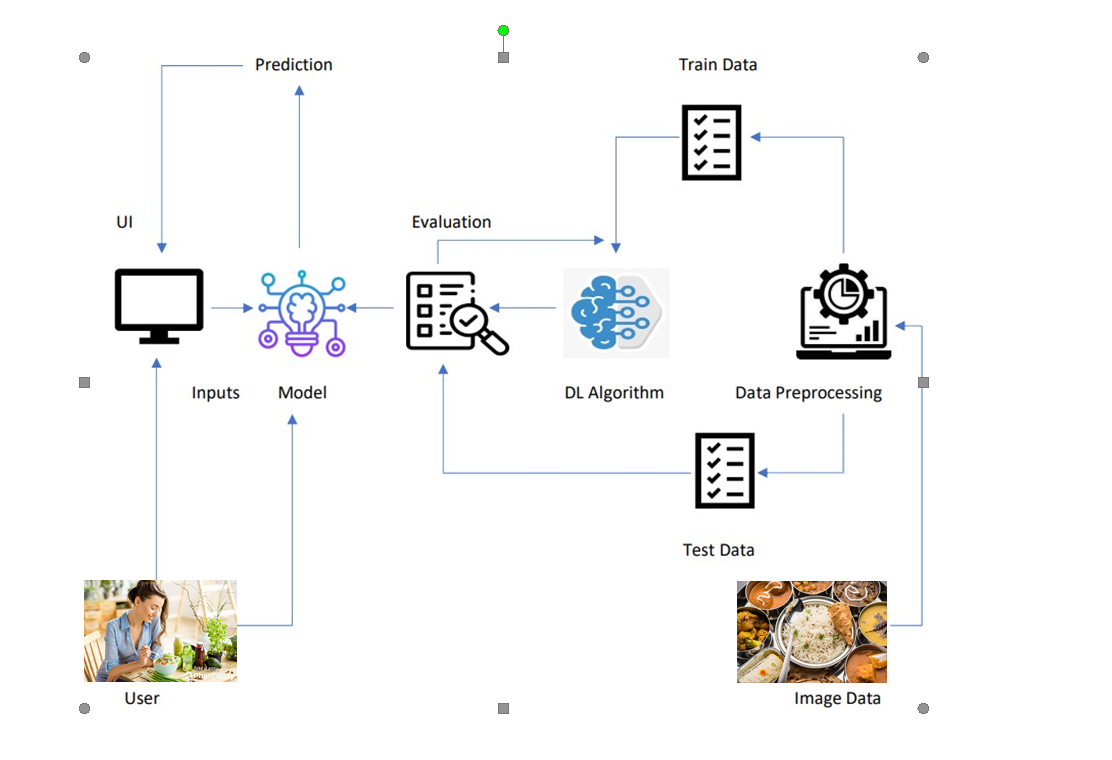 Prediction
Train Data
UI
Evaluation
Inputs
Model
DL Algorithm
Data Preprocessing
Test Data
User
Image Data